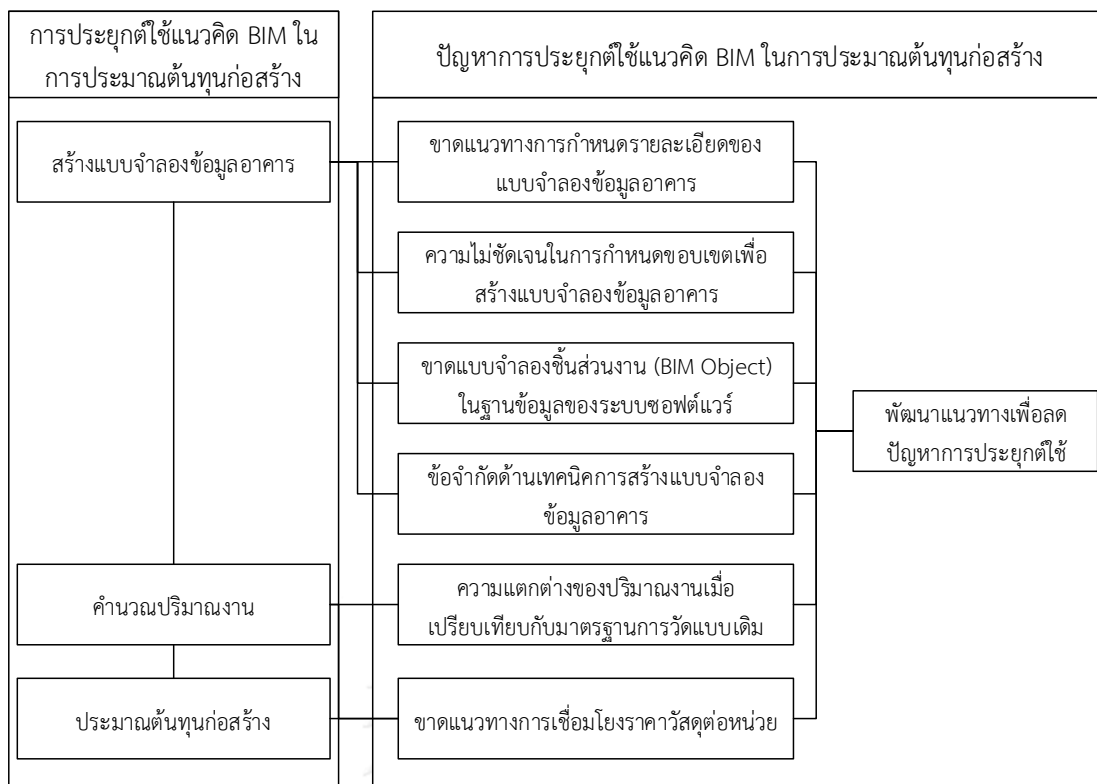 การประยุกต์ใช้แนวคิด BIM ใน
การประมาณต้นทุนก่อสร้าง
ปัญหาการประยุกต์ใช้แนวคิด BIM ในการประมาณต้นทุนก่อสร้าง
สร้างแบบจำลองข้อมูลอาคาร
ขาดแนวทางการกำหนดรายละเอียดของ
แบบจำลองข้อมูลอาคาร
ความไม่ชัดเจนในการกำหนดขอบเขตเพื่อ
สร้างแบบจำลองข้อมูลอาคาร
ขาดแบบจำลองชิ้นส่วนงาน (BIM Object)
ในฐานข้อมูลของระบบซอฟต์แวร์
พัฒนาแนวทางเพื่อลด
ปัญหาการประยุกต์ใช้
ข้อจำกัดด้านเทคนิคการสร้างแบบจำลอง
ข้อมูลอาคาร
คำนวณปริมาณงาน
ความแตกต่างของปริมาณงานเมื่อ
เปรียบเทียบกับมาตรฐานการวัดแบบเดิม
ประมาณต้นทุนก่อสร้าง
ขาดแนวทางการเชื่อมโยงราคาวัสดุต่อหน่วย